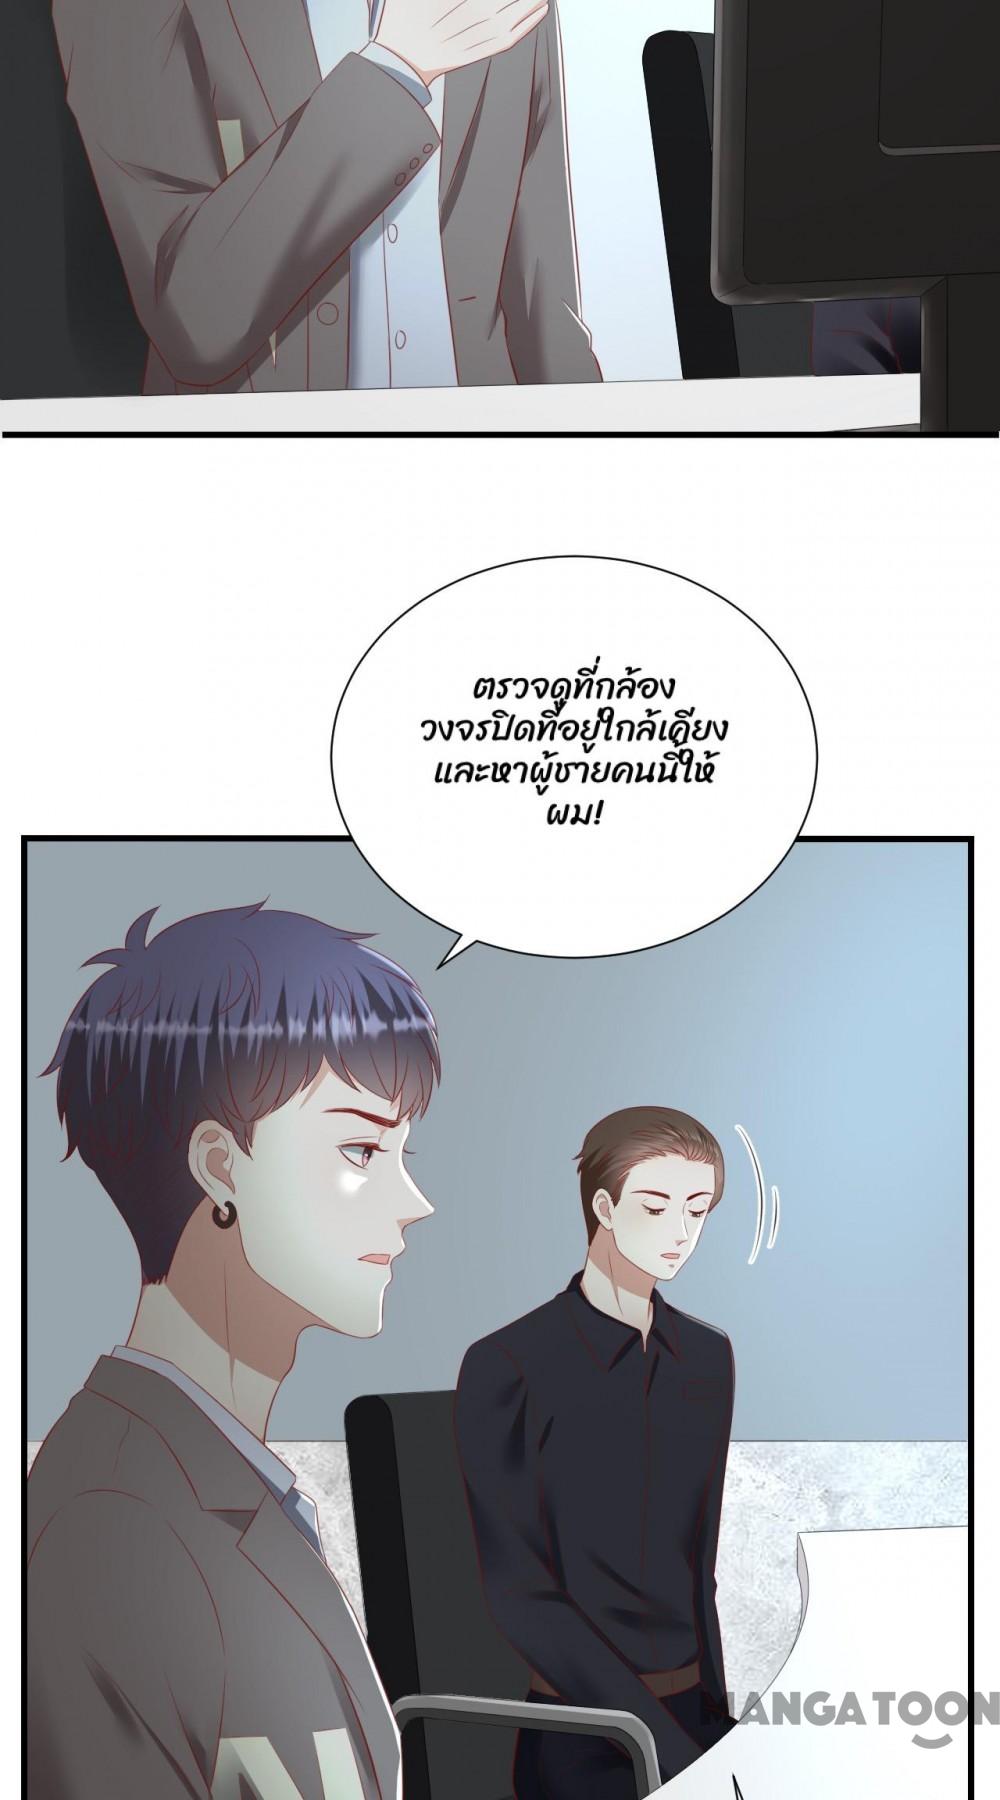 ตรวจดูที่กล้อง
วงจรปิดที่อยู่ใกล้เคียง
และหาผู้ชายคนนี้ให้
ผม!
MANGATOON